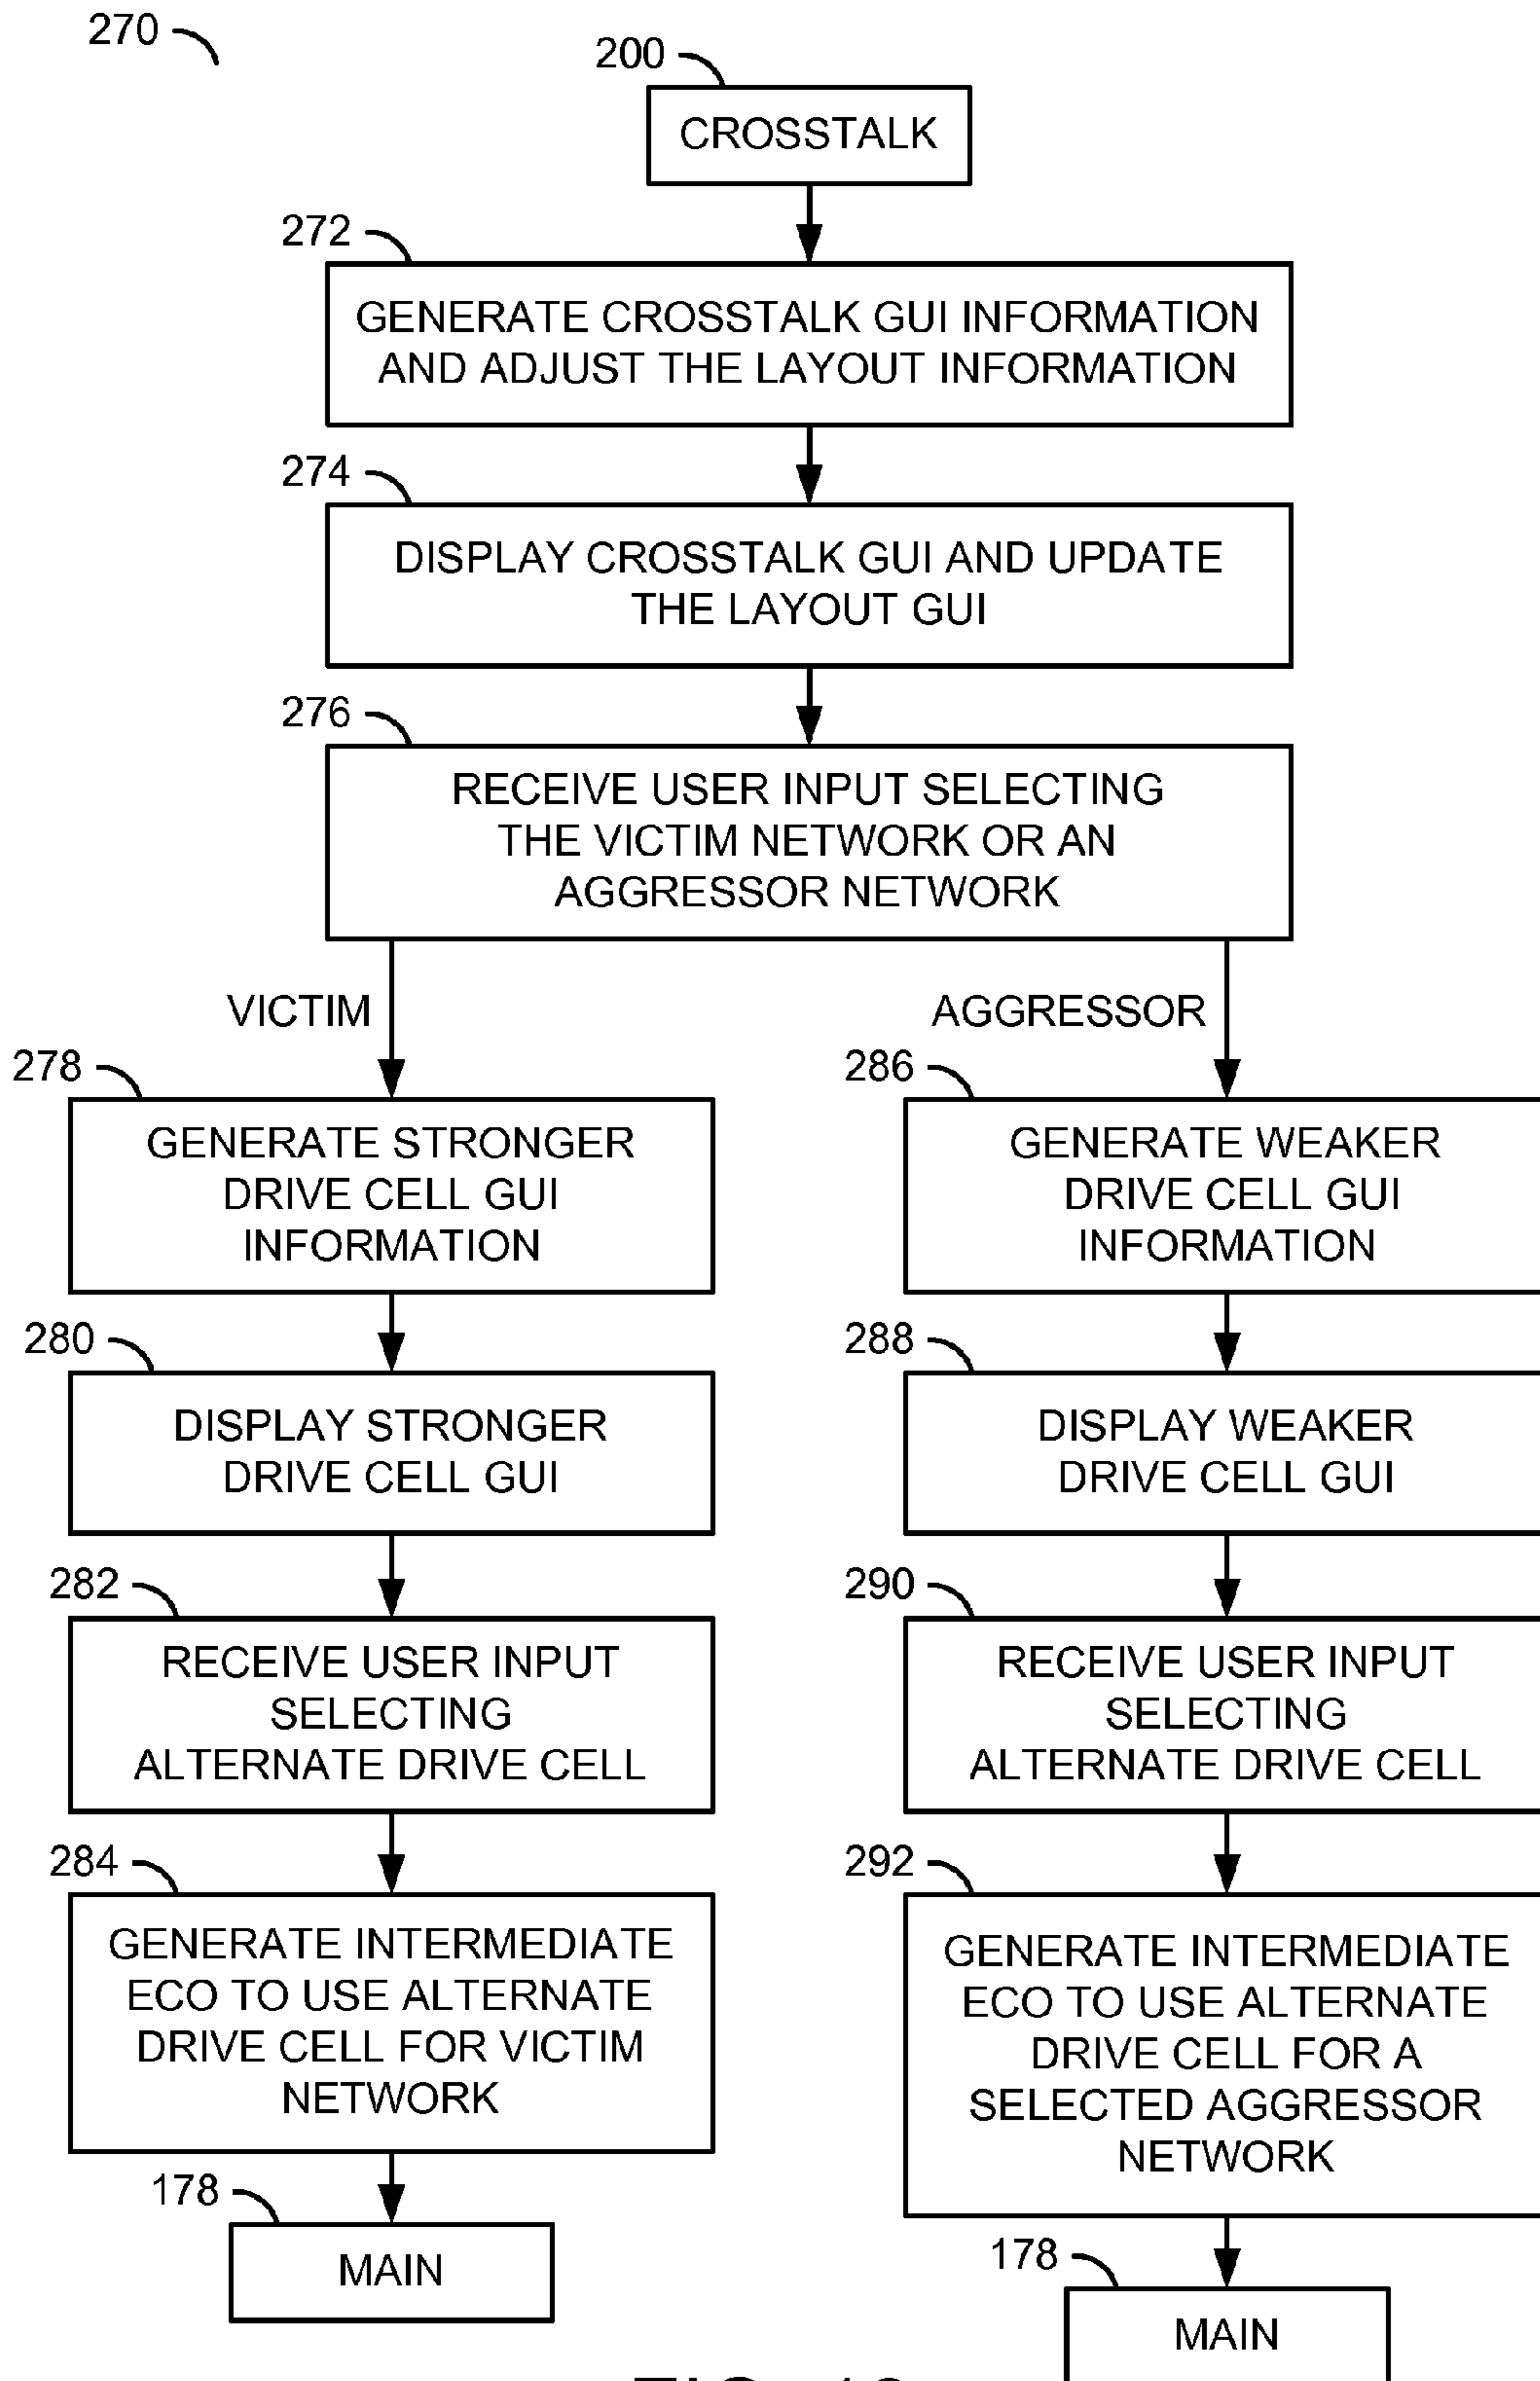 270
200
CROSSTALK
272
GENERATE CROSSTALK GUI INFORMATION
AND ADJUST THE LAYOUT INFORMATION
274
DISPLAY CROSSTALK GUI AND UPDATE
THE LAYOUT GUI
276
RECEIVE USER INPUT SELECTING
THE VICTIM NETWORK OR AN
AGGRESSOR NETWORK
VICTIM
278
GENERATE STRONGER
DRIVE CELL GUI
INFORMATION
280
DISPLAY STRONGER
DRIVE CELL GUI
282
RECEIVE USER INPUT
SELECTING
ALTERNATE DRIVE CELL
284
GENERATE INTERMEDIATE
ECO TO USE ALTERNATE
DRIVE CELL FOR VICTIM
NETWORK
178
MAIN
AGGRESSOR
286
GENERATE WEAKER
DRIVE CELL GUI
INFORMATION
288
DISPLAY WEAKER
DRIVE CELL GUI
290
RECEIVE USER INPUT
SELECTING
ALTERNATE DRIVE CELL
292
GENERATE INTERMEDIATE
ECO TO USE ALTERNATE
DRIVE CELL FOR A
SELECTED AGGRESSOR
NETWORK
178
MAIN